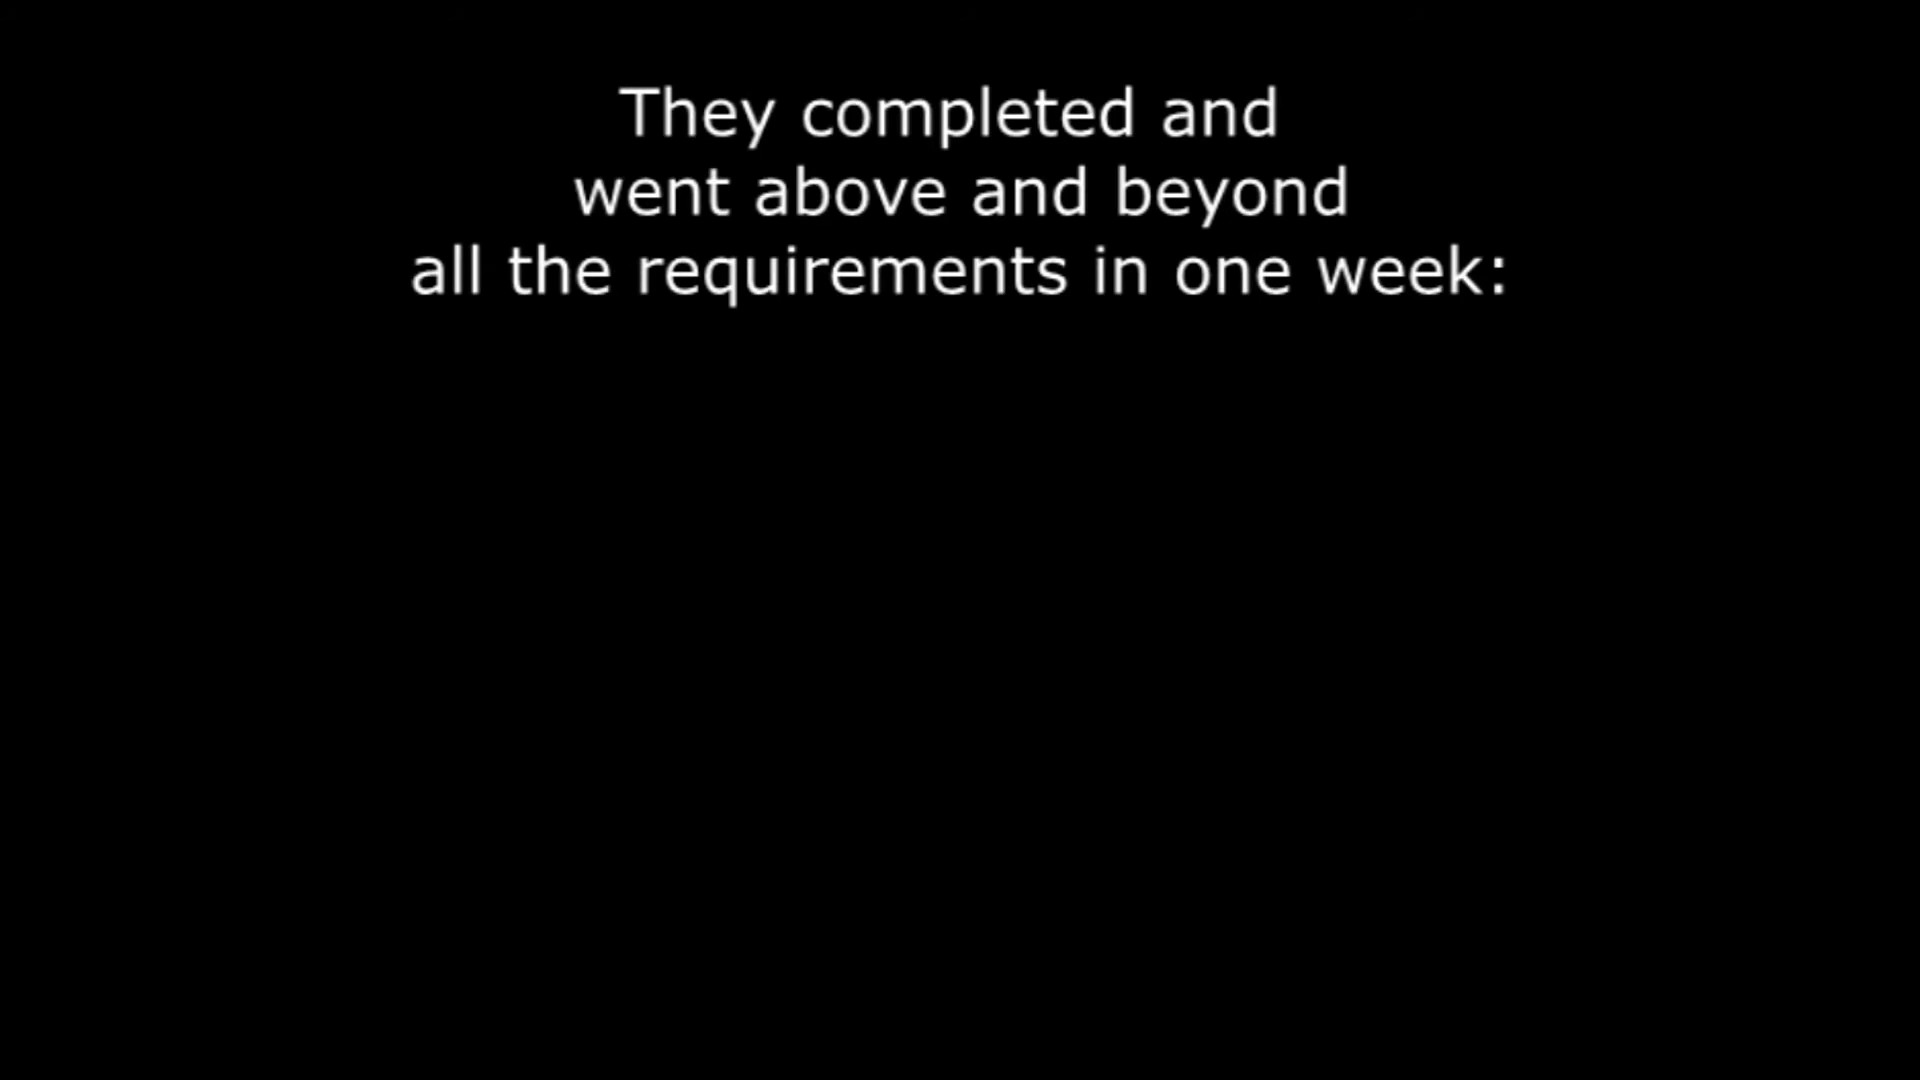 They completed and
went above and beyond
all the requirements in one week: